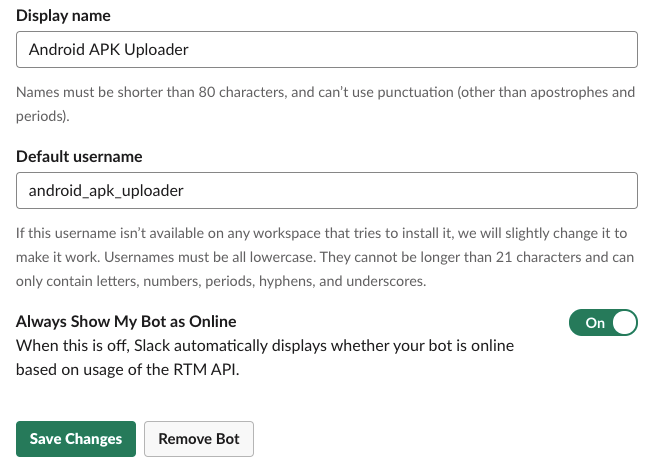 Display name
Android APK Uploader
Names must be shorter than 80 characters, and can’t use punctuation (other than apostrophes and
periods).
Default username
android_apk_uploader
If this username isn’t available on any workspace that tries to install it, we will slightly change it to
make it work. Usernames must be all lowercase. They cannot be longer than 21 characters and can
only contain letters, numbers, periods, hyphens, and underscores.
Always Show My Bot as Online
On
When this is off, Slack automatically displays whether your bot is online
based on usage of the RTM API.
Save Changes
Remove Bot